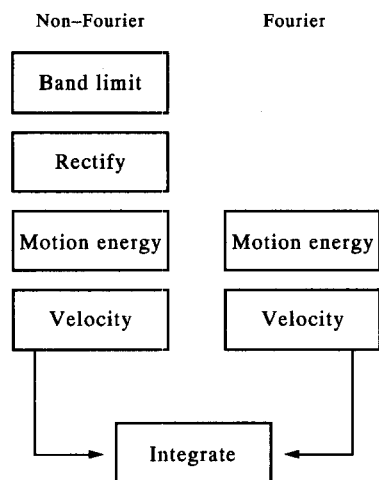 Non–Fourier Fourier
Band limit
Rectify
Motion energy Motion energy
Velocity Velocity
Integrate